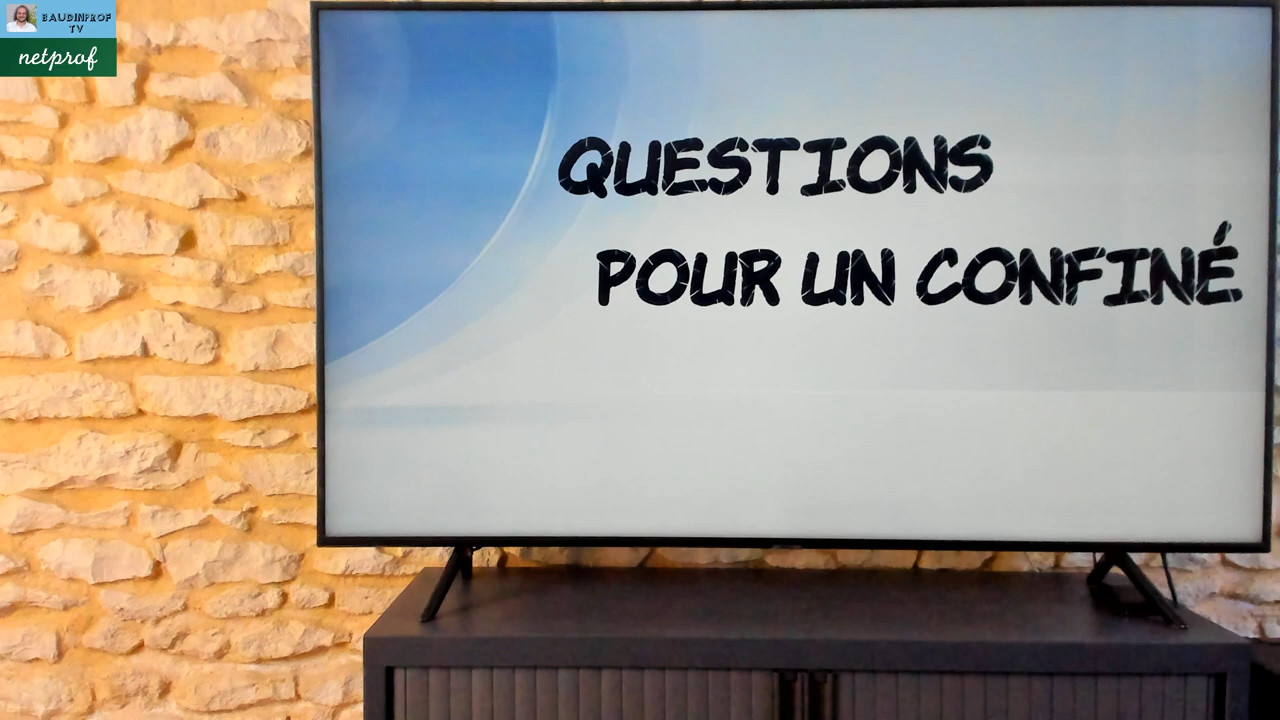 BAUDINPROF
TV
netprof
QUESTIONS
POUR UN CONFINÉ